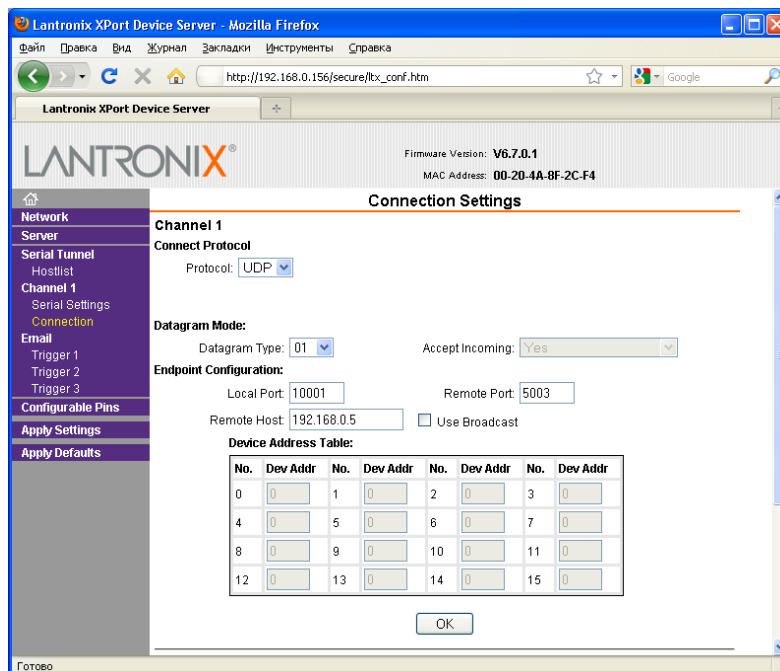 Lantronix XPort Device Server - Mozilla Firefox
Файл Правка Вид Журнал Закладки Инструменты Справка
http://192.168.0.156/secure/ltx_conf.htm Google
Lantronix XPort Device Server
LANTRONIX®
Firmware Version: V6.7.0.1
MAC Address: 00-20-4A-8F-2C-F4
Network
Server
Serial Tunnel
Hostlist
Channel 1
Serial Settings
Connection
Email
Trigger 1
Trigger 2
Trigger 3
Configurable Pins
Apply Settings
Apply Defaults
Connection Settings
Channel 1
Connect Protocol
Protocol: UDP
Datagram Mode:
Datagram Type: 01 Accept Incoming: Yes
Endpoint Configuration:
Local Port: 10001 Remote Port: 5003
Remote Host: 192.168.0.5 Use Broadcast
Device Address Table:
No. Dev Addr No. Dev Addr No. Dev Addr No. Dev Addr
0 0 1 0 2 0 3 0
4 0 5 0 6 0 7 0
8 0 9 0 10 0 11 0
12 0 13 0 14 0 15 0
OK
Готово